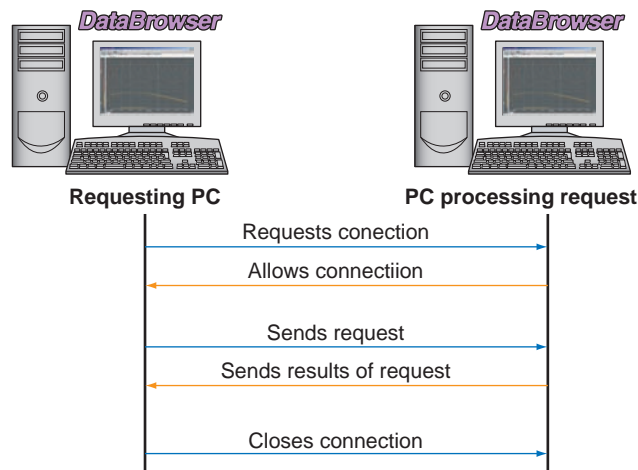 DataBrowser
DataBrowser
Requesting PC
PC processing request
Requests conection
Allows connectiion
Sends request
Sends results of request
Closes connection